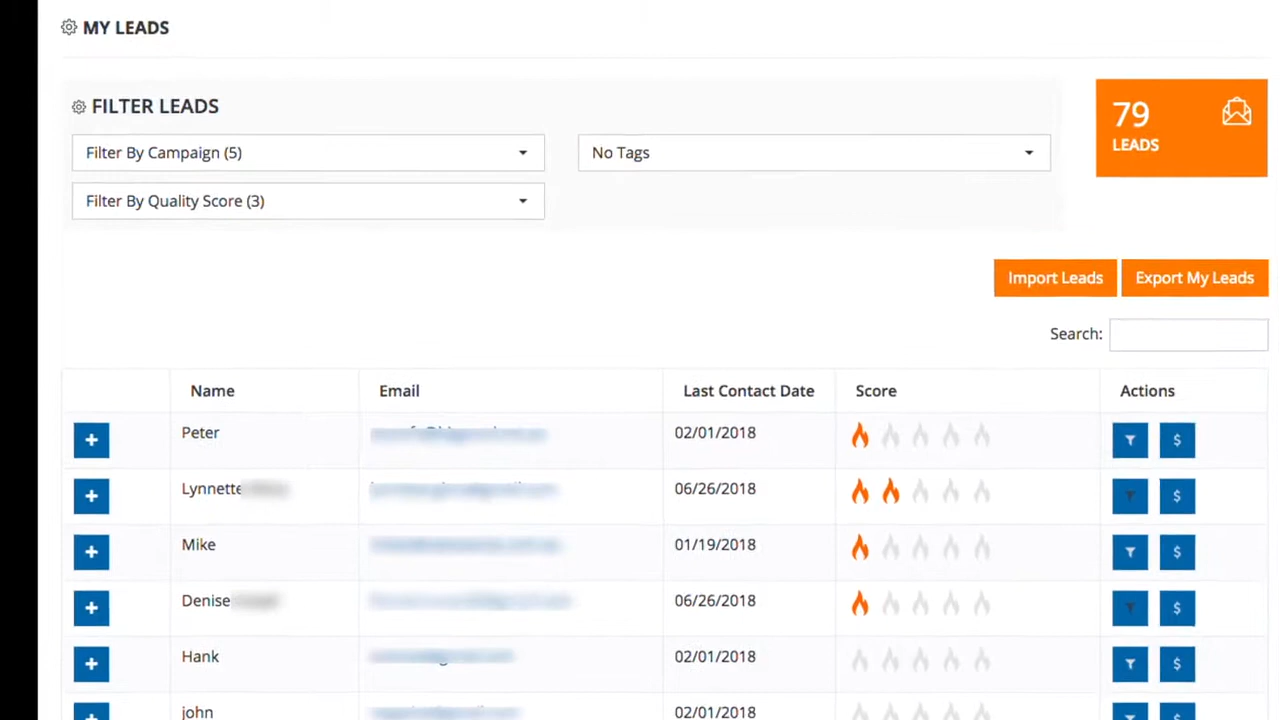 MY LEADS
FILTER LEADS
Filter By Campaign (5)
No Tags
Filter By Quality Score (3)
79
LEADS
Import Leads
Export My Leads
Search:
Name Email Last Contact Date Score Actions
Peter 02/01/2018 $
Lynnette 06/26/2018 $
Mike 01/19/2018 $
Denise 06/26/2018 $
Hank 02/01/2018 $
john 02/01/2018